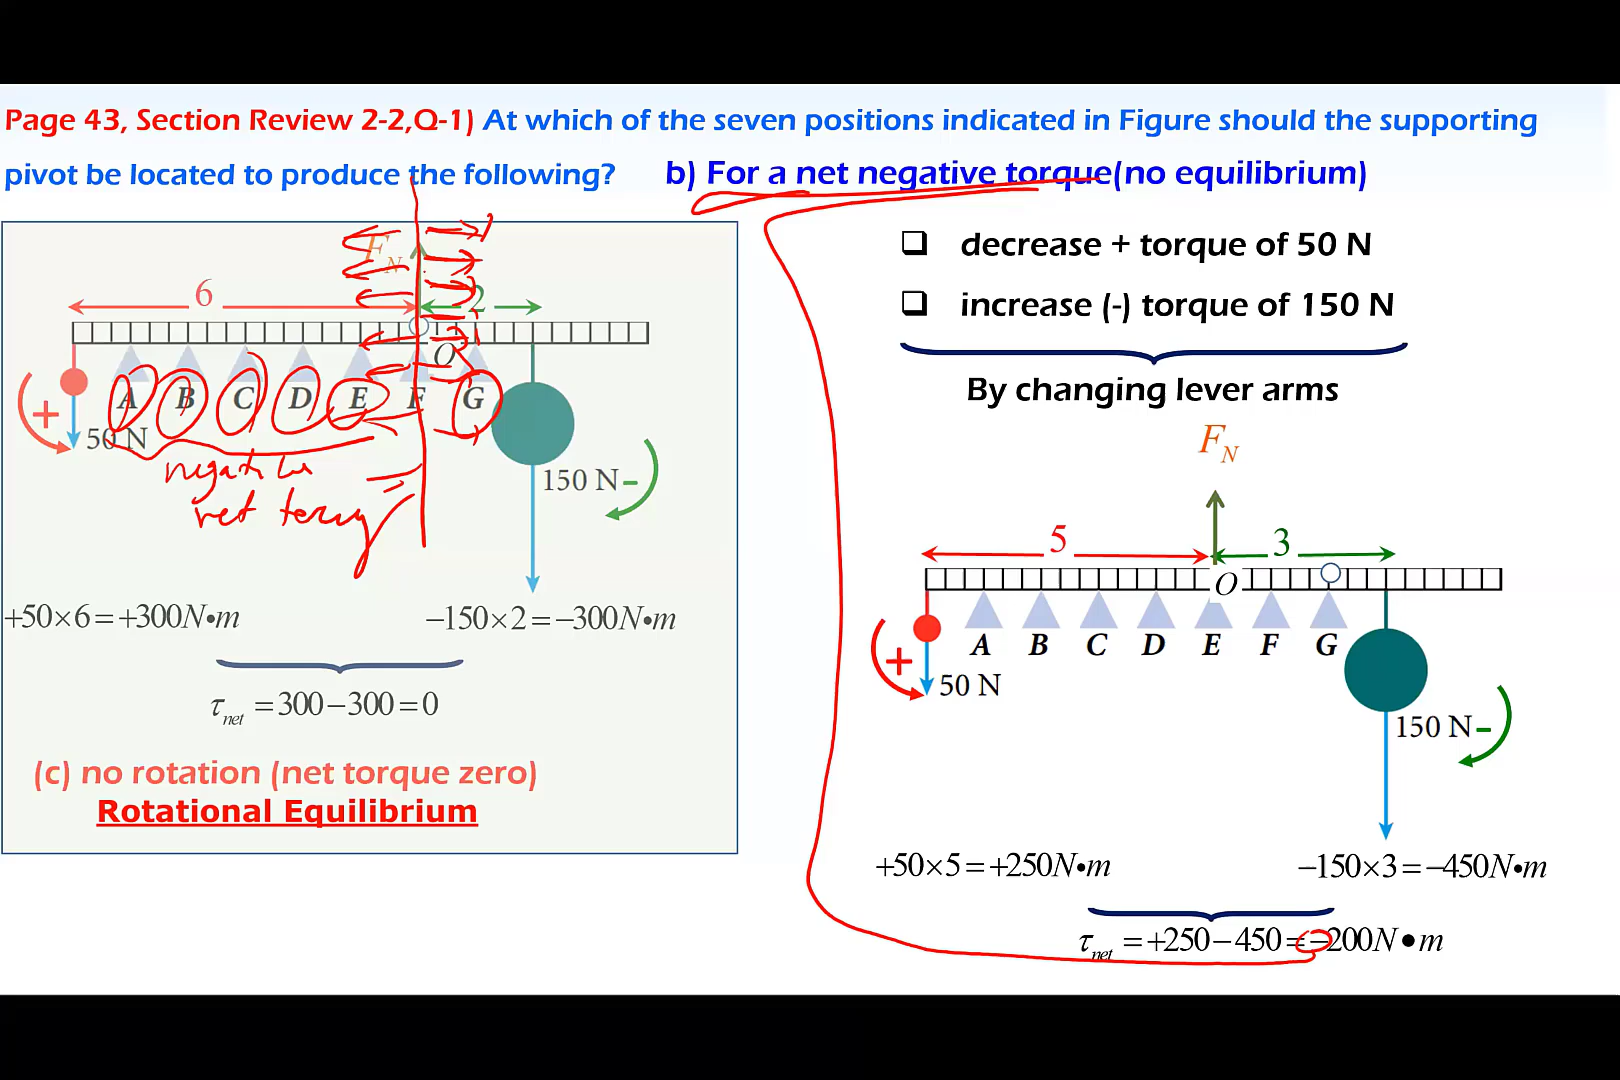 Page 43, Section Review 2-2,Q-1) At which of the seven positions indicated in Figure should the supporting
pivot be located to produce the following? b) For a net negative torque(no equilibrium)
F_N
6 2
O
A B C D E F G
+
50 N
150 N -
negative
net torq
+50×6=+300N•m
−150×2=−300N•m
τ_net =300−300=0
(c) no rotation (net torque zero)
Rotational Equilibrium
❑ decrease + torque of 50 N
❑ increase (-) torque of 150 N
By changing lever arms
F_N
5 3
O
A B C D E F G
+
50 N
150 N -
+50×5=+250N•m
−150×3=−450N•m
τ_net =+250−450=−200N•m